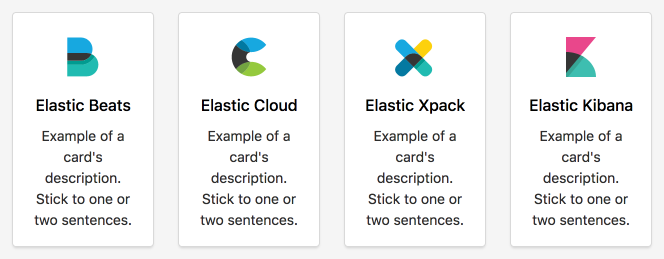 Elastic Beats
Example of a
card's
description.
Stick to one or
two sentences.
Elastic Cloud
Example of a
card's
description.
Stick to one or
two sentences.
Elastic Xpack
Example of a
card's
description.
Stick to one or
two sentences.
Elastic Kibana
Example of a
card's
description.
Stick to one or
two sentences.